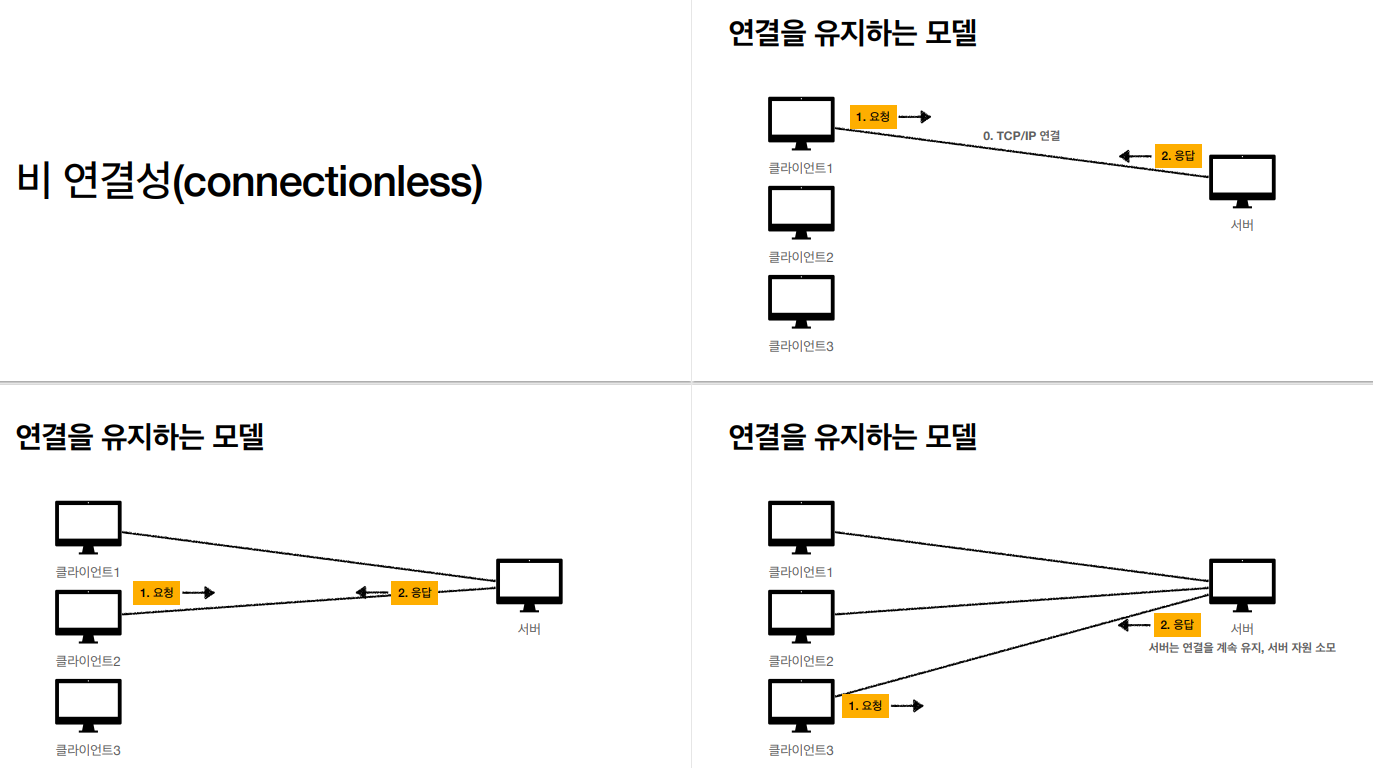 비 연결성(connectionless)
연결을 유지하는 모델
1. 요청
0. TCP/IP 연결
2. 응답
클라이언트1
서버
클라이언트2
클라이언트3
연결을 유지하는 모델
클라이언트1
1. 요청
2. 응답
서버
클라이언트2
클라이언트3
연결을 유지하는 모델
클라이언트1
2. 응답
서버
서버는 연결을 계속 유지, 서버 자원 소모
클라이언트2
1. 요청
클라이언트3